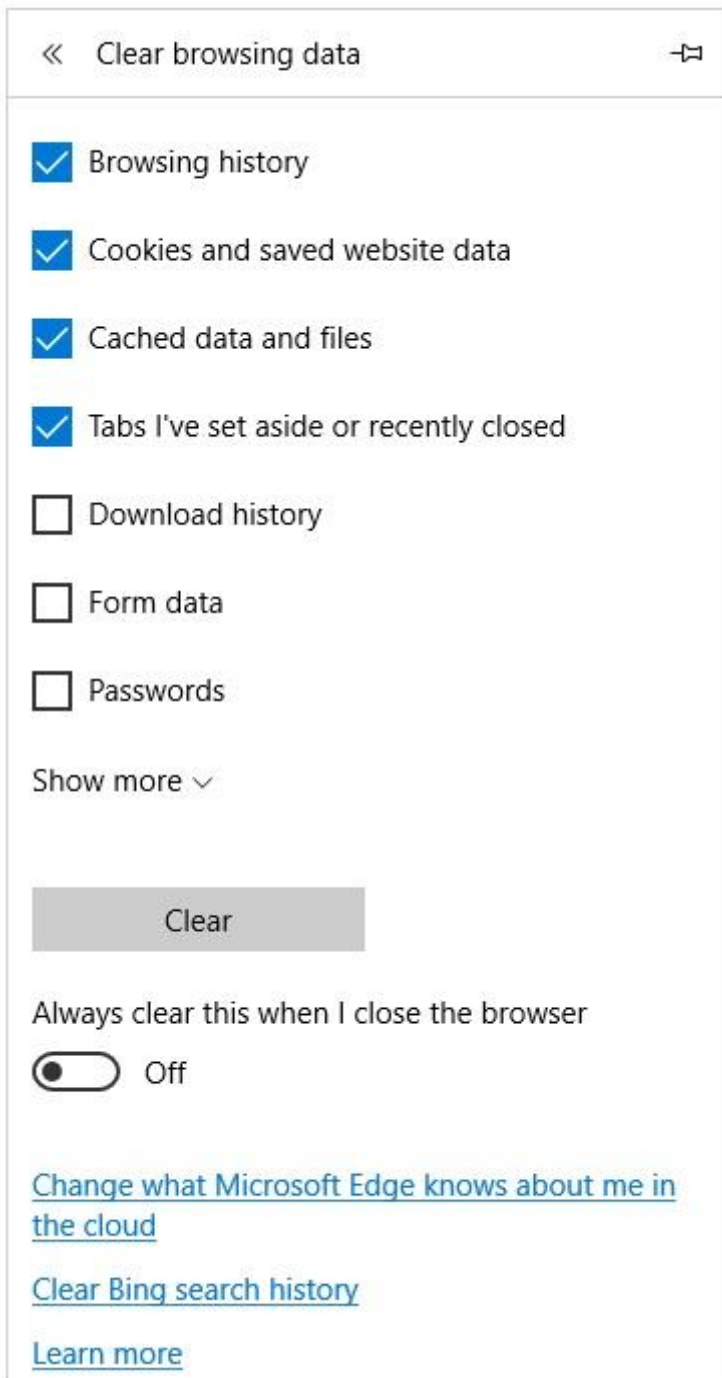 Clear browsing data
Browsing history
Cookies and saved website data
Cached data and files
Tabs I've set aside or recently closed
Download history
Form data
Passwords
Show more
Clear
Always clear this when I close the browser
Off
Change what Microsoft Edge knows about me in
the cloud
Clear Bing search history
Learn more